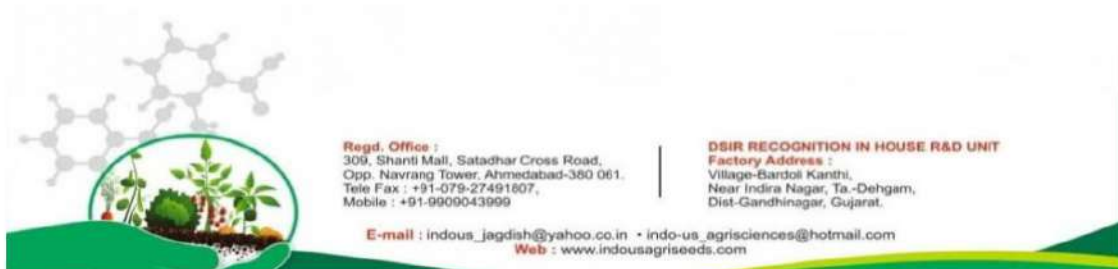 Regd. Office :
309, Shanti Mall, Satadhar Cross Road,
Opp. Navrang Tower, Ahmedabad-380 061.
Tele Fax : +91-079-27491807,
Mobile : +91-9909043999
DSIR RECOGNITION IN HOUSE R&D UNIT
Factory Address :
Village-Bardoli Kanthi,
Near Indira Nagar, Ta.-Dehgam,
Dist-Gandhinagar, Gujarat.
E-mail : indous_jagdish@yahoo.co.in • indo-us_agrisciences@hotmail.com
Web : www.indousagriseeds.com